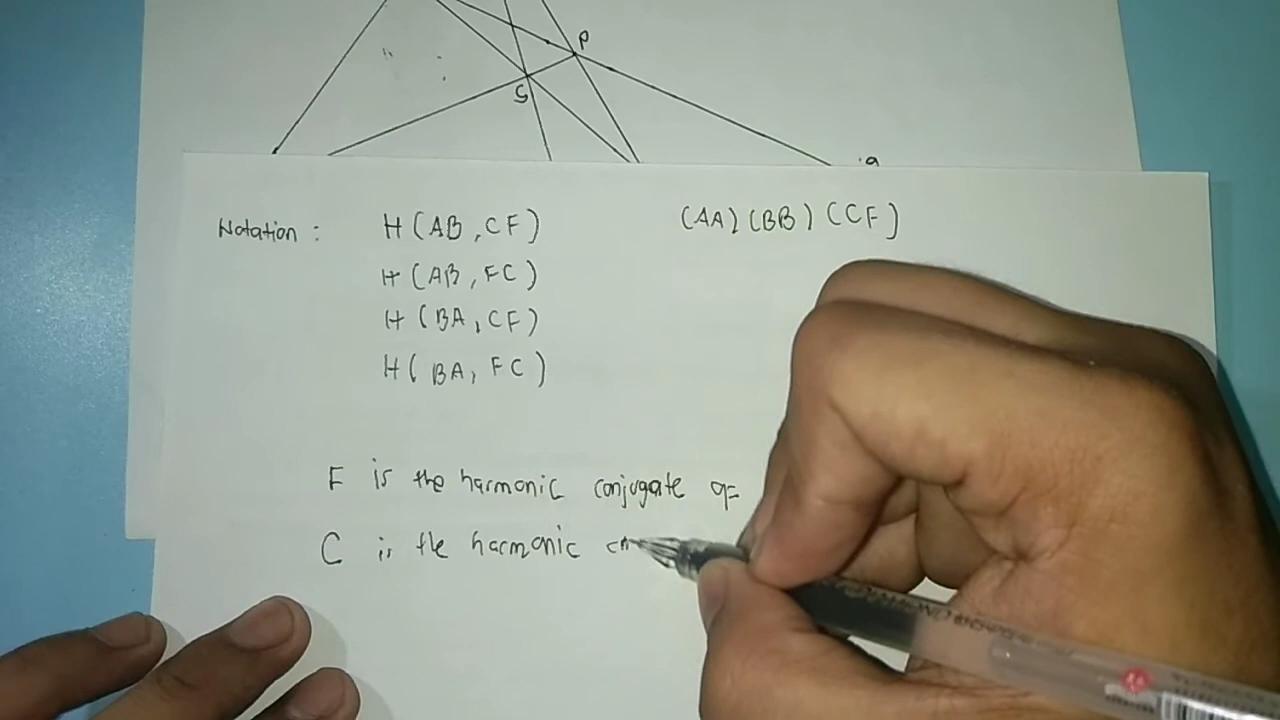 P
S
a
Notation : H (AB , CF) (AA) (BB) (CCF)
H (AB , FC)
H (BA , CF)
H ( BA, FC )
F is the harmonic conjugate of
C is the harmonic